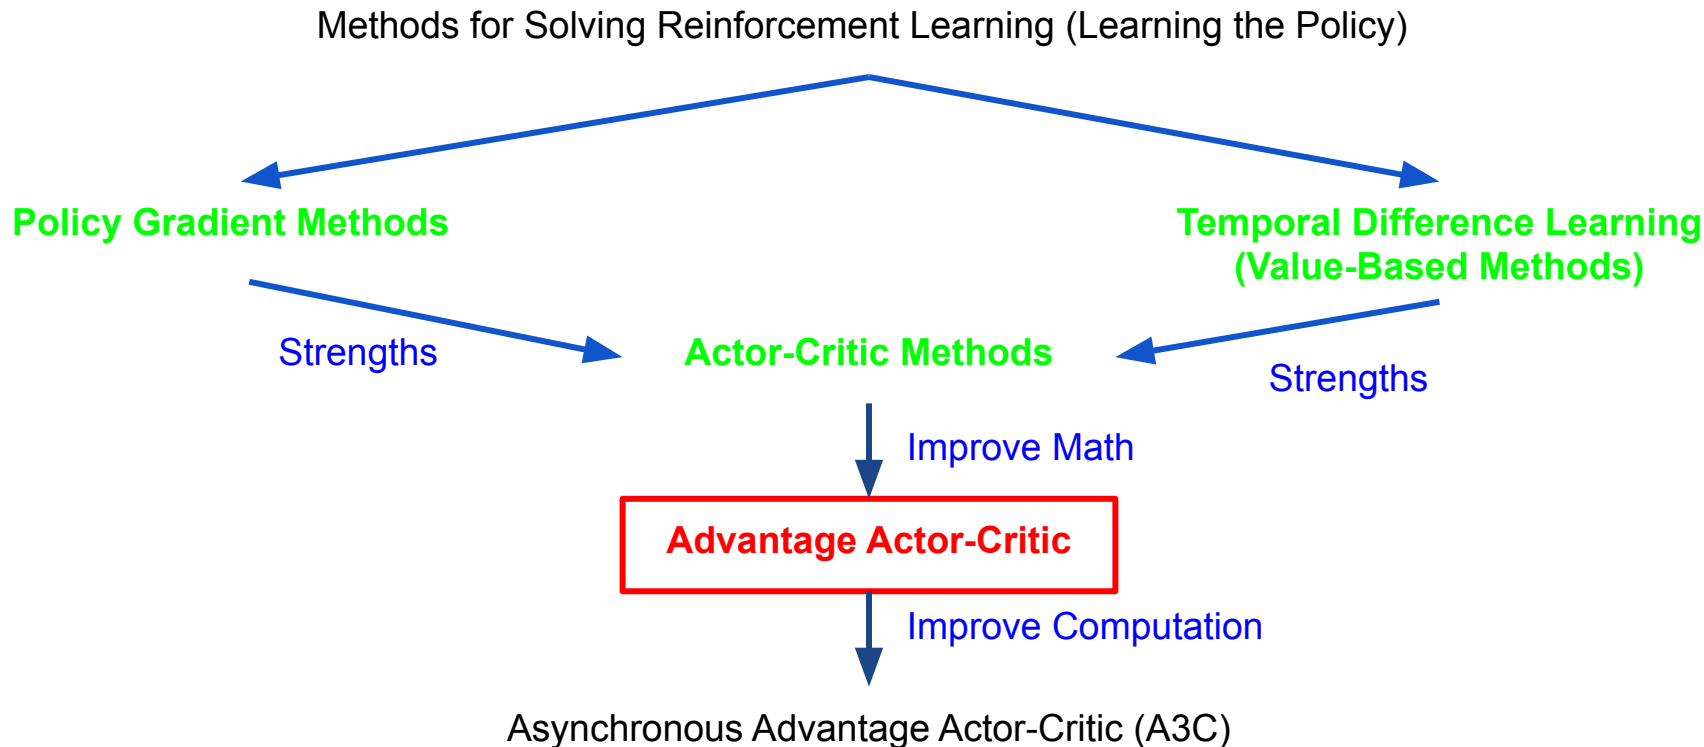 Methods for Solving Reinforcement Learning (Learning the Policy)
Policy Gradient Methods
Temporal Difference Learning
(Value-Based Methods)
Strengths
Actor-Critic Methods
Strengths
Improve Math
Advantage Actor-Critic
Improve Computation
Asynchronous Advantage Actor-Critic (A3C)